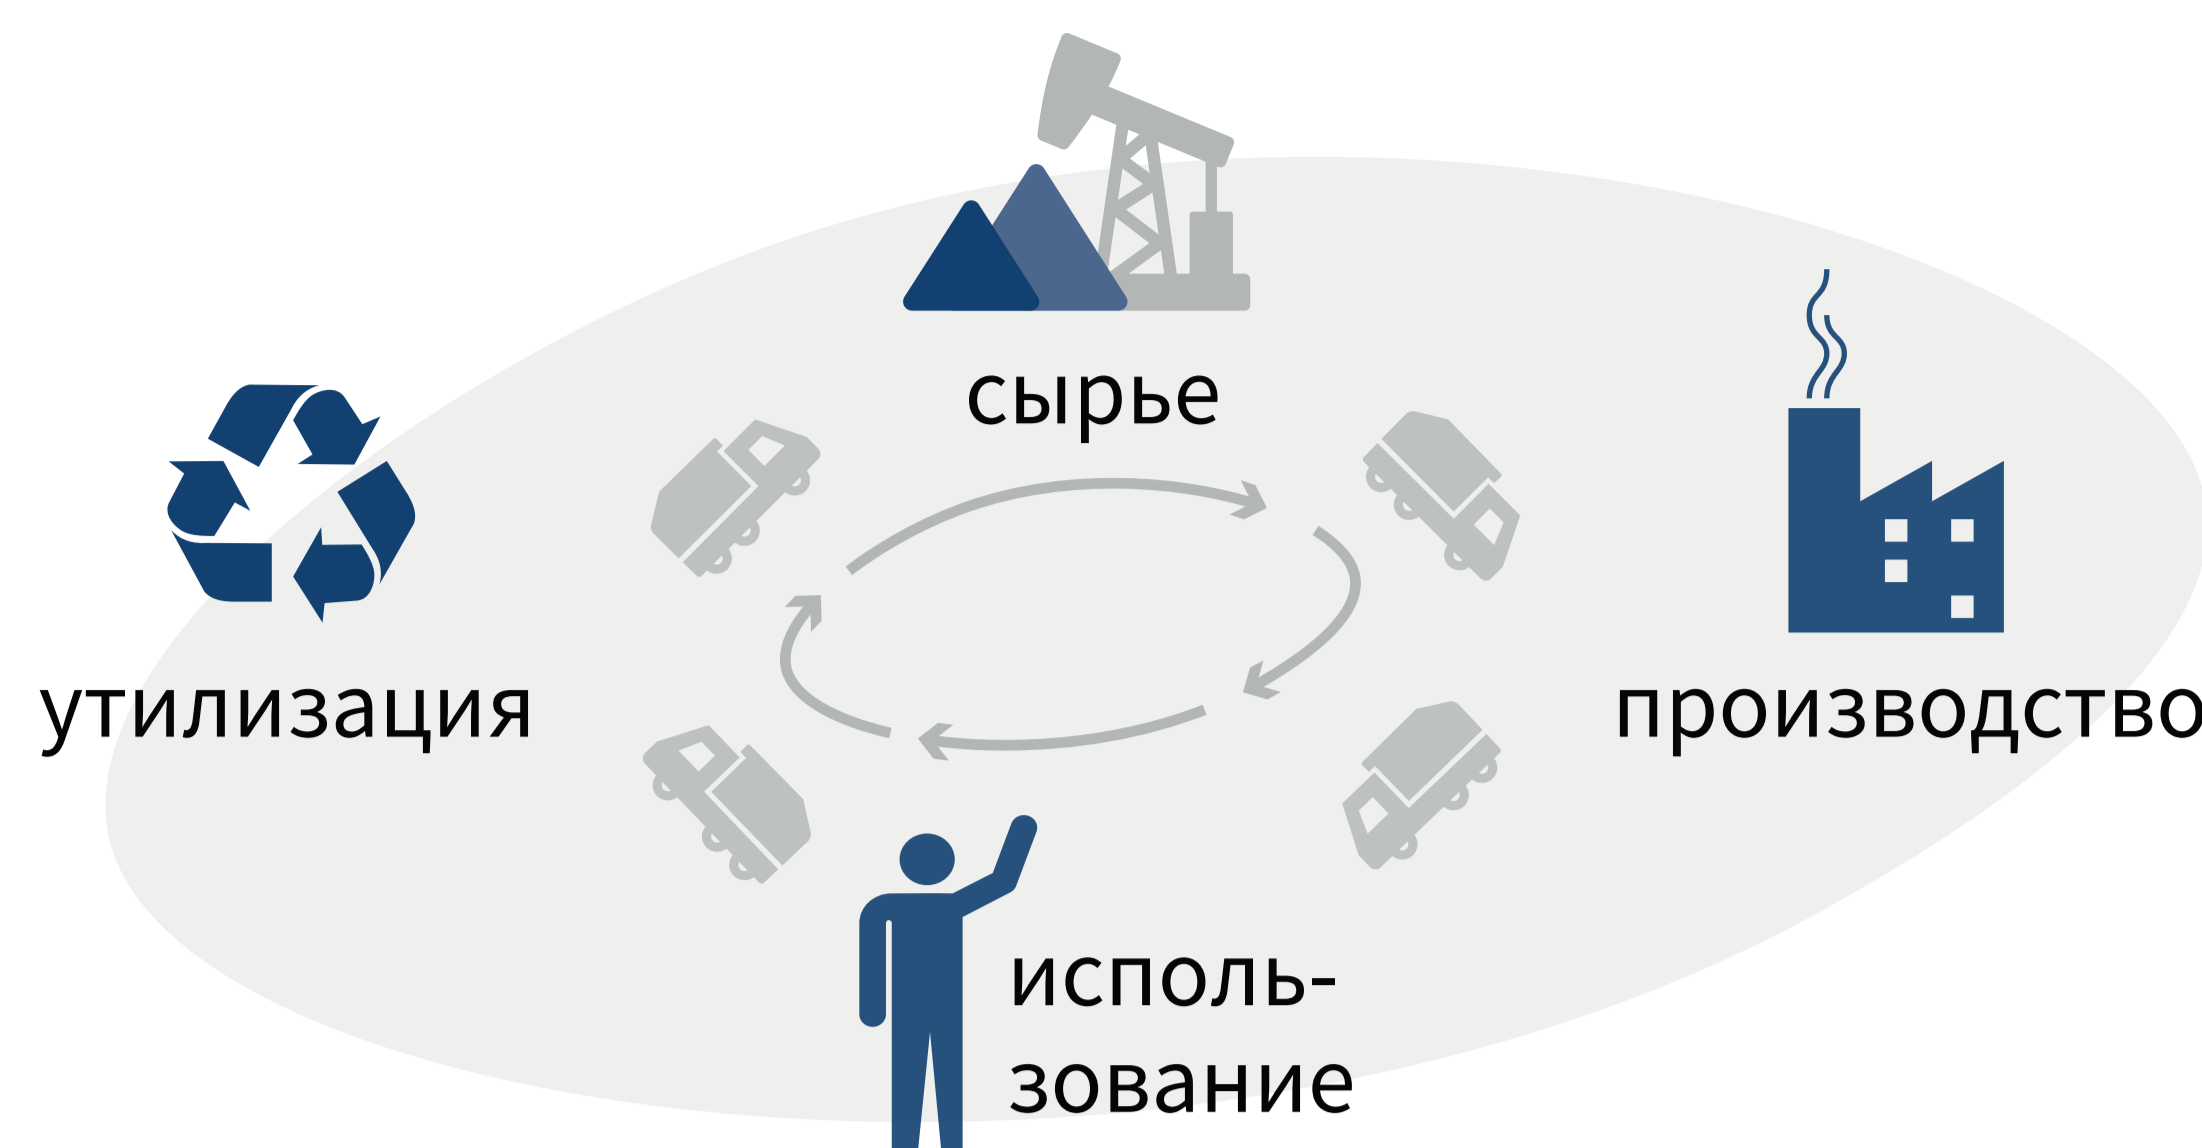 сырье
утилизация
производство
исполь-
зование